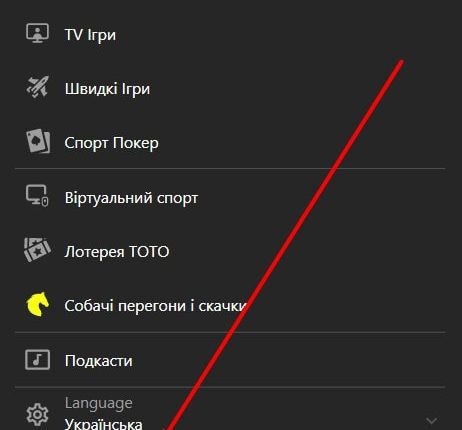 TV Ігри
Швидкі Ігри
Спорт Покер
Віртуальний спорт
Лотерея ТОТО
Собачі перегони і скачки
Подкасти
Language
Українська